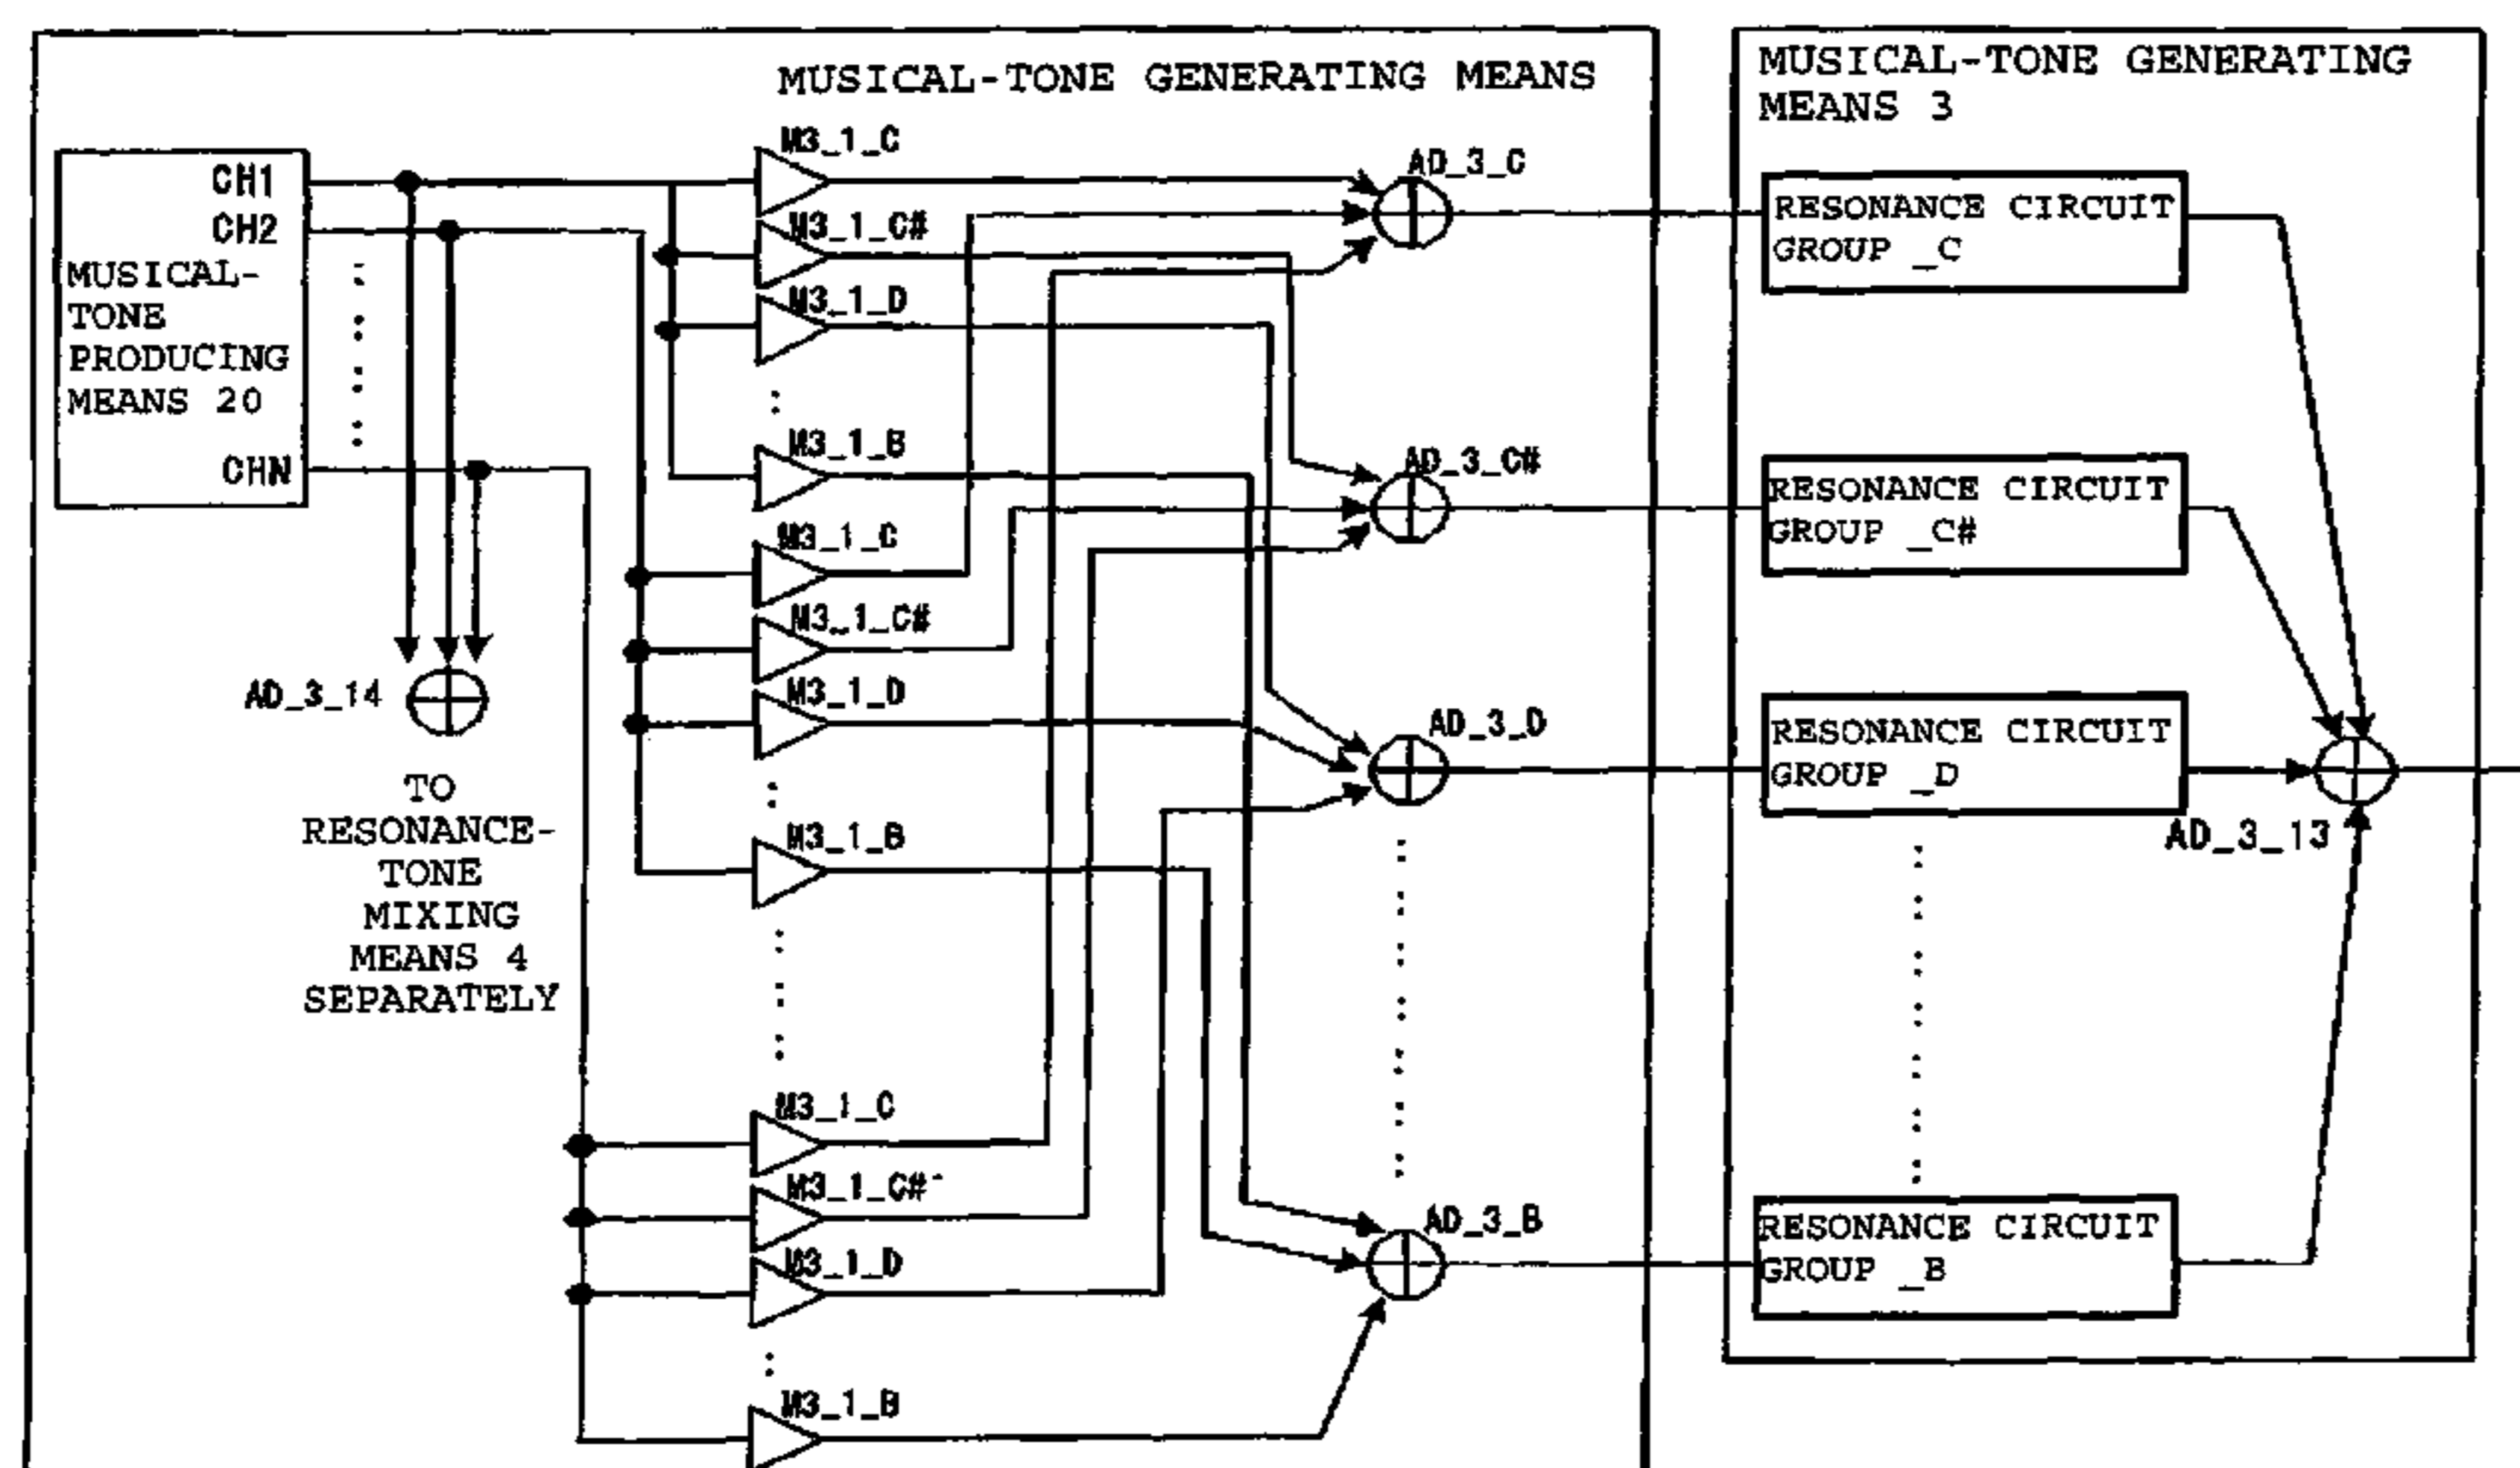 MUSICAL-TONE GENERATING MEANS
MUSICAL-TONE GENERATING
MEANS 3
CH1
CH2
MUSICAL-
TONE
PRODUCING
MEANS 20
CHN
M3_1_C
M3_1_C#
M3_1_D
M3_1_B
M3_1_C
M3_1_C#
M3_1_D
M3_1_B
M3_1_C
M3_1_C#
M3_1_D
M3_1_B
AD_3_14
TO
RESONANCE-
TONE
MIXING
MEANS 4
SEPARATELY
AD_3_C
AD_3_C#
AD_3_D
AD_3_B
RESONANCE CIRCUIT
GROUP _C
RESONANCE CIRCUIT
GROUP _C#
RESONANCE CIRCUIT
GROUP _D
AD_3_13
RESONANCE CIRCUIT
GROUP _B